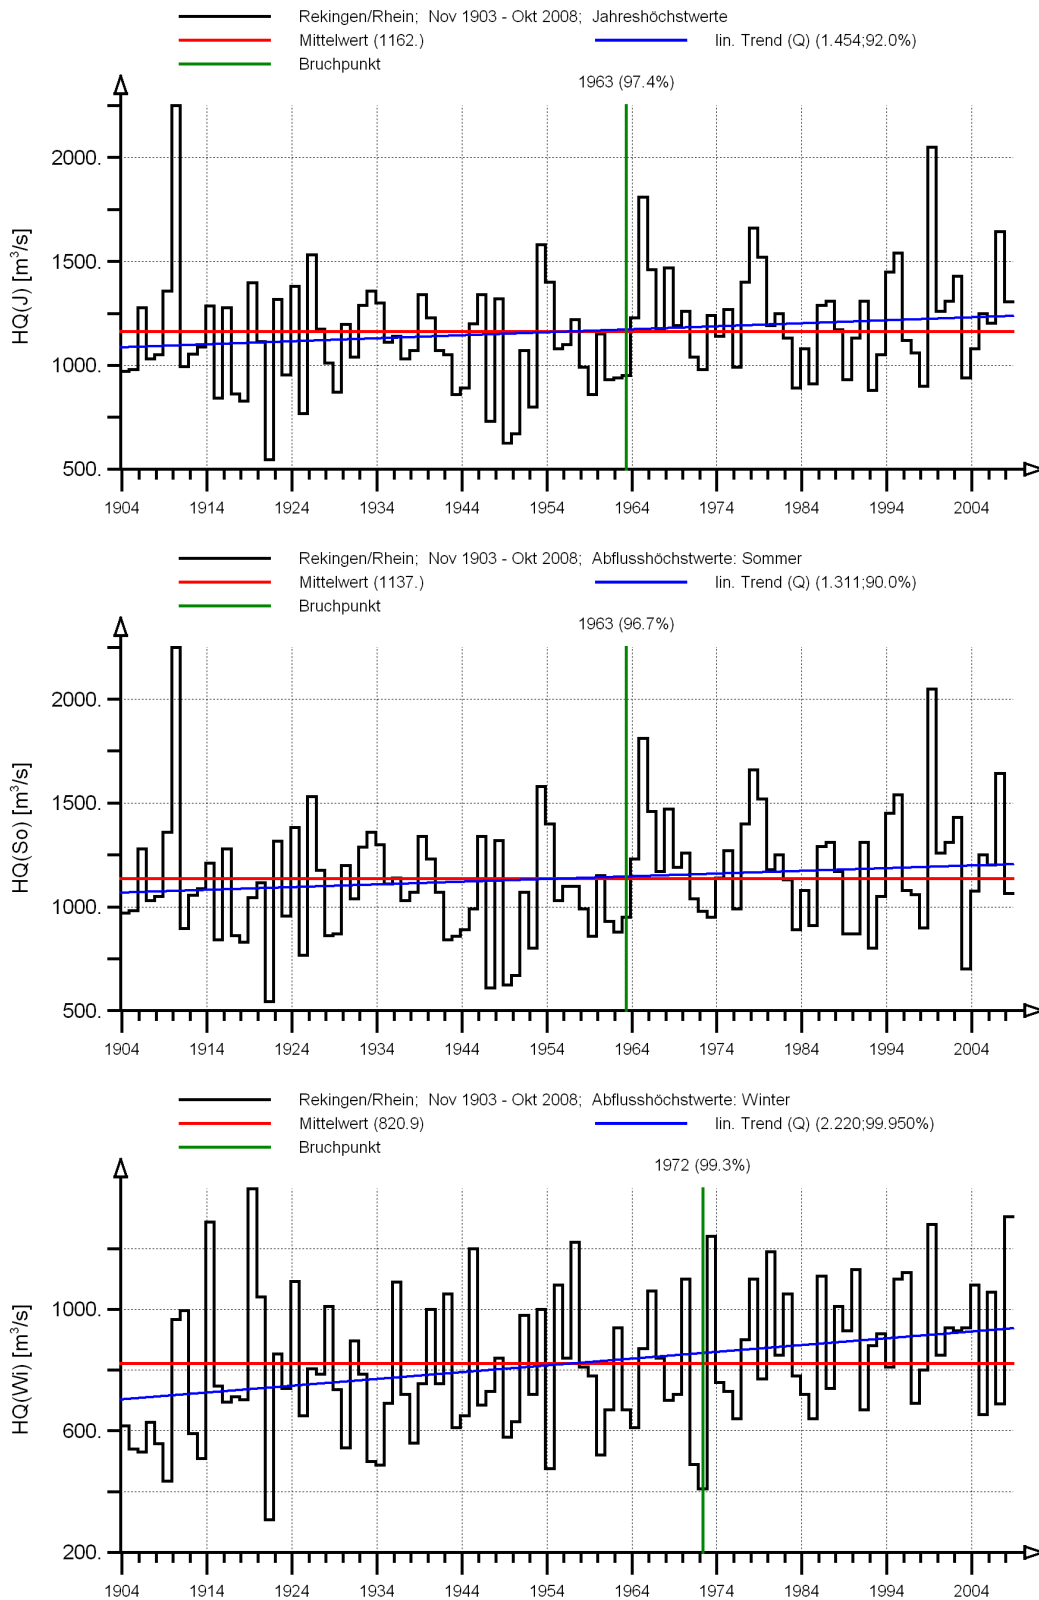 Rekingen/Rhein; Nov 1903 - Okt 2008; Jahreshöchstwerte
Mittelwert (1162.) lin. Trend (Q) (1.454;92.0%)
Bruchpunkt
1963 (97.4%)
2000.
1500.
1000.
500.
HQ(J) [m³/s]
1904 1914 1924 1934 1944 1954 1964 1974 1984 1994 2004
Rekingen/Rhein; Nov 1903 - Okt 2008; Abflusshöchstwerte: Sommer
Mittelwert (1137.) lin. Trend (Q) (1.311;90.0%)
Bruchpunkt
1963 (96.7%)
2000.
1500.
1000.
500.
HQ(So) [m³/s]
1904 1914 1924 1934 1944 1954 1964 1974 1984 1994 2004
Rekingen/Rhein; Nov 1903 - Okt 2008; Abflusshöchstwerte: Winter
Mittelwert (820.9) lin. Trend (Q) (2.220;99.950%)
Bruchpunkt
1972 (99.3%)
1000.
600.
200.
HQ(Wi) [m³/s]
1904 1914 1924 1934 1944 1954 1964 1974 1984 1994 2004